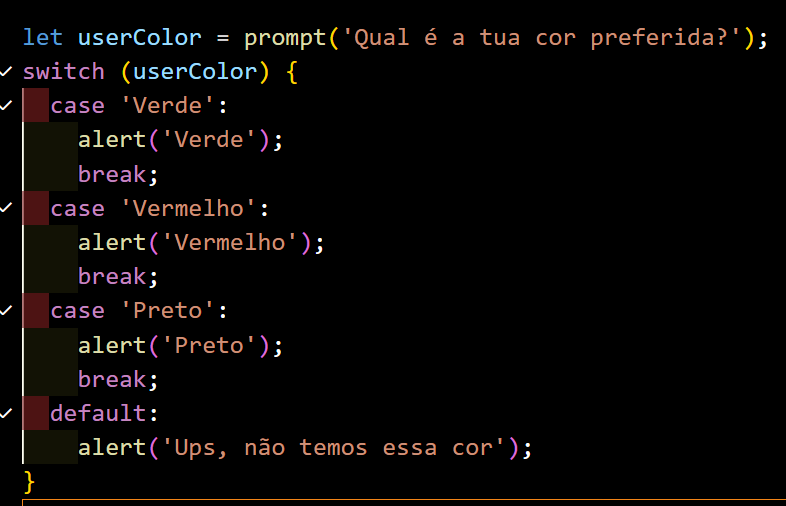 let userColor = prompt('Qual é a tua cor preferida?');
switch (userColor) {
  case 'Verde':
    alert('Verde');
    break;
  case 'Vermelho':
    alert('Vermelho');
    break;
  case 'Preto':
    alert('Preto');
    break;
  default:
    alert('Ups, não temos essa cor');
}